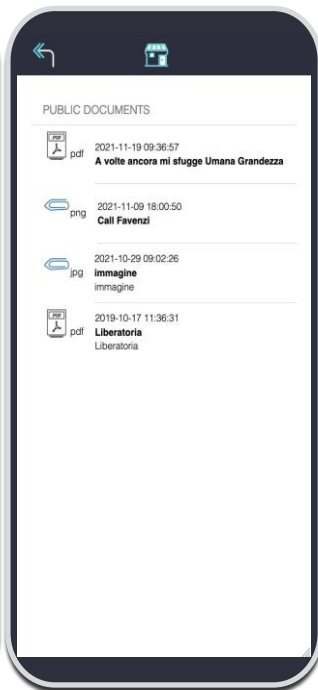 PUBLIC DOCUMENTS
PDF
pdf
2021-11-19 09:36:57
A volte ancora mi sfugge Umana Grandezza
png
2021-11-09 18:00:50
Call Favenzi
jpg
2021-10-29 09:02:26
immagine
immagine
PDF
pdf
2019-10-17 11:36:31
Liberatoria
Liberatoria